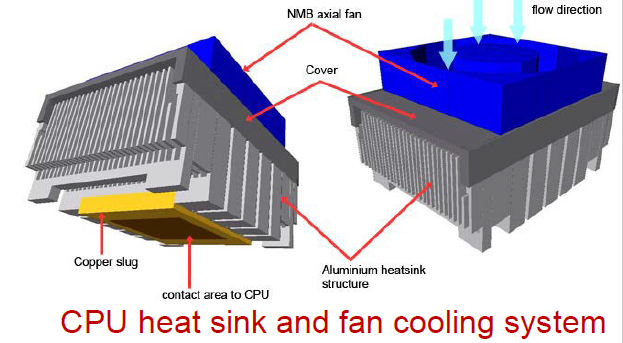 NMB axial fan
flow direction
Cover
Copper slug
Aluminium heatsink
structure
contact area to CPU
CPU heat sink and fan cooling system